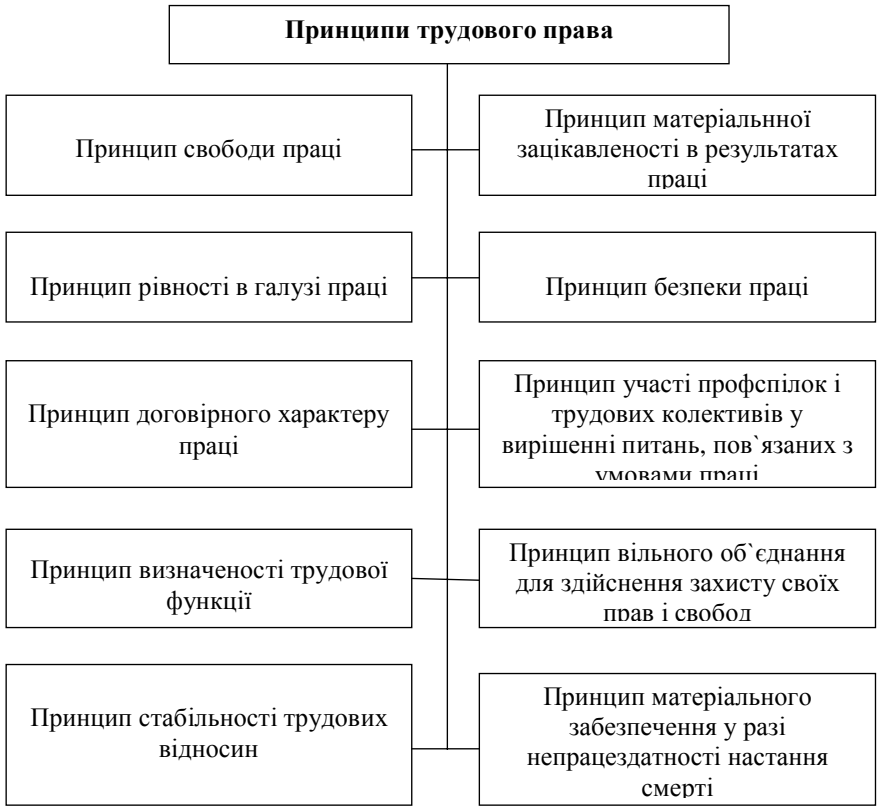 Принципи трудового права
Принцип свободи праці
Принцип матеріальнної
зацікавленості в результатах
праці
Принцип рівності в галузі праці
Принцип безпеки праці
Принцип договірного характеру
праці
Принцип участі профспілок і
трудових колективів у
вирішенні питань, пов`язаних з
умовами праці
Принцип визначеності трудової
функції
Принцип вільного об`єднання
для здійснення захисту своїх
прав і свобод
Принцип стабільності трудових
відносин
Принцип матеріального
забезпечення у разі
непрацездатності настання
смерті